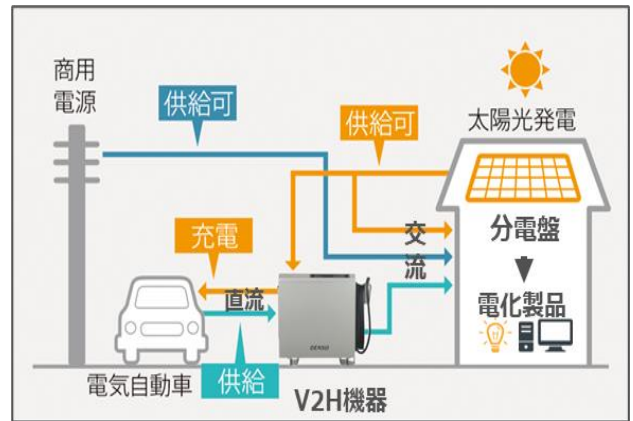 商用
電源
供給可
供給可
太陽光発電
充電
直流
交
流
分電盤
電化製品
DENSO
電気自動車
供給
V2H機器